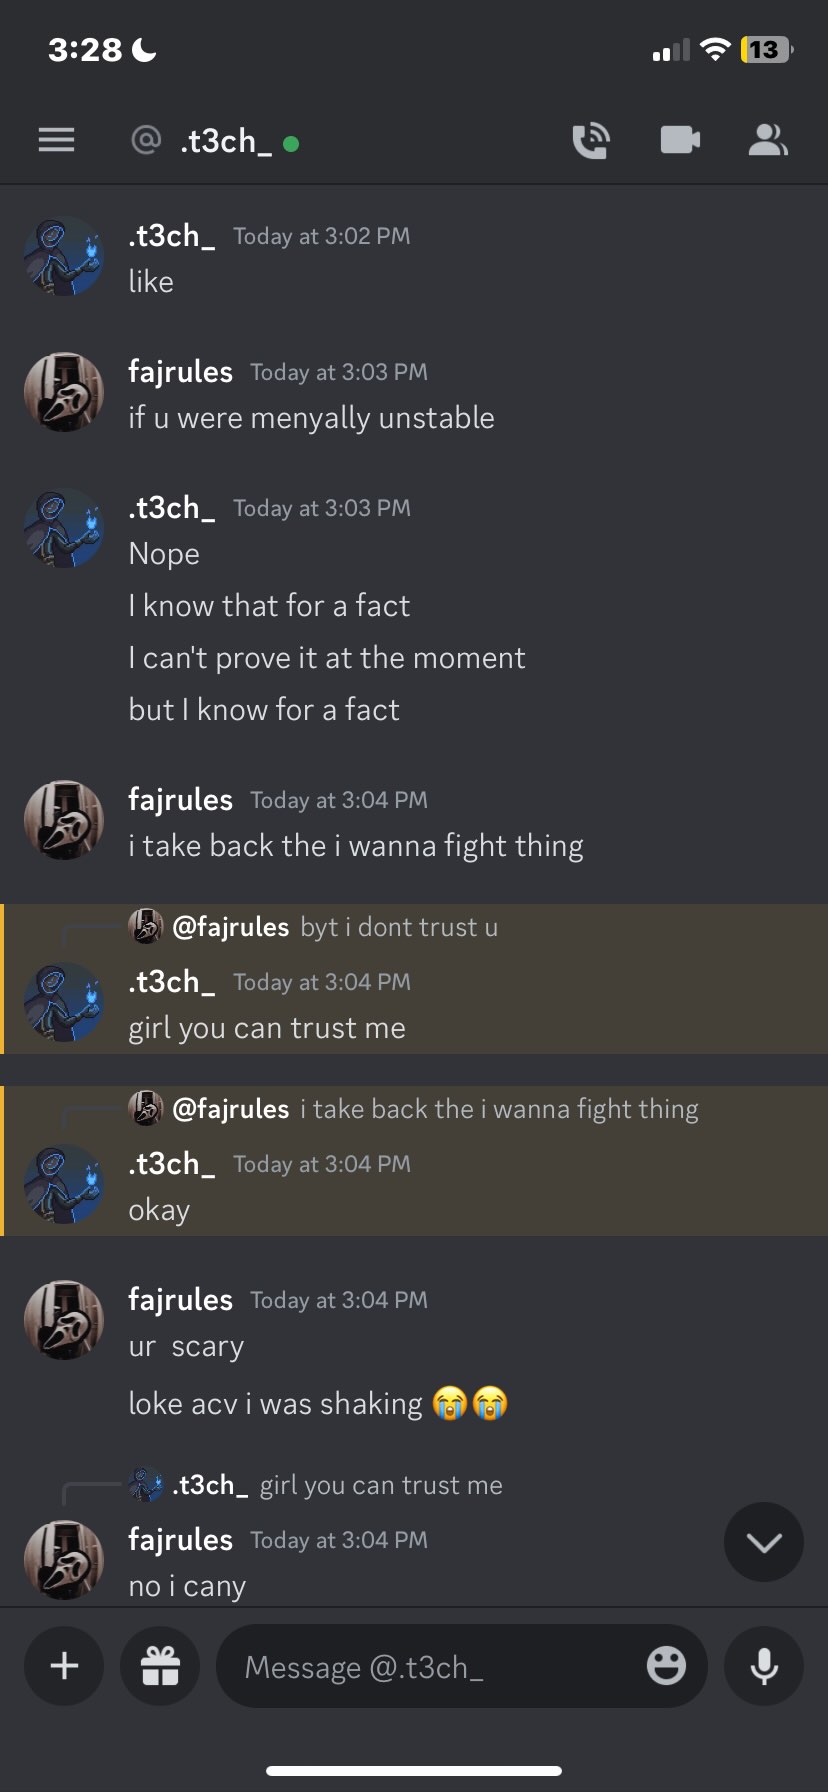 3:28
13
@ .t3ch_
.t3ch_ Today at 3:02 PM
like
fajrules Today at 3:03 PM
if u were menyally unstable
.t3ch_ Today at 3:03 PM
Nope
I know that for a fact
I can't prove it at the moment
but I know for a fact
fajrules Today at 3:04 PM
i take back the i wanna fight thing
@fajrules byt i dont trust u
.t3ch_ Today at 3:04 PM
girl you can trust me
@fajrules i take back the i wanna fight thing
.t3ch_ Today at 3:04 PM
okay
fajrules Today at 3:04 PM
ur  scary
loke acv i was shaking 😭😭
.t3ch_ girl you can trust me
fajrules Today at 3:04 PM
no i cany
Message @.t3ch_